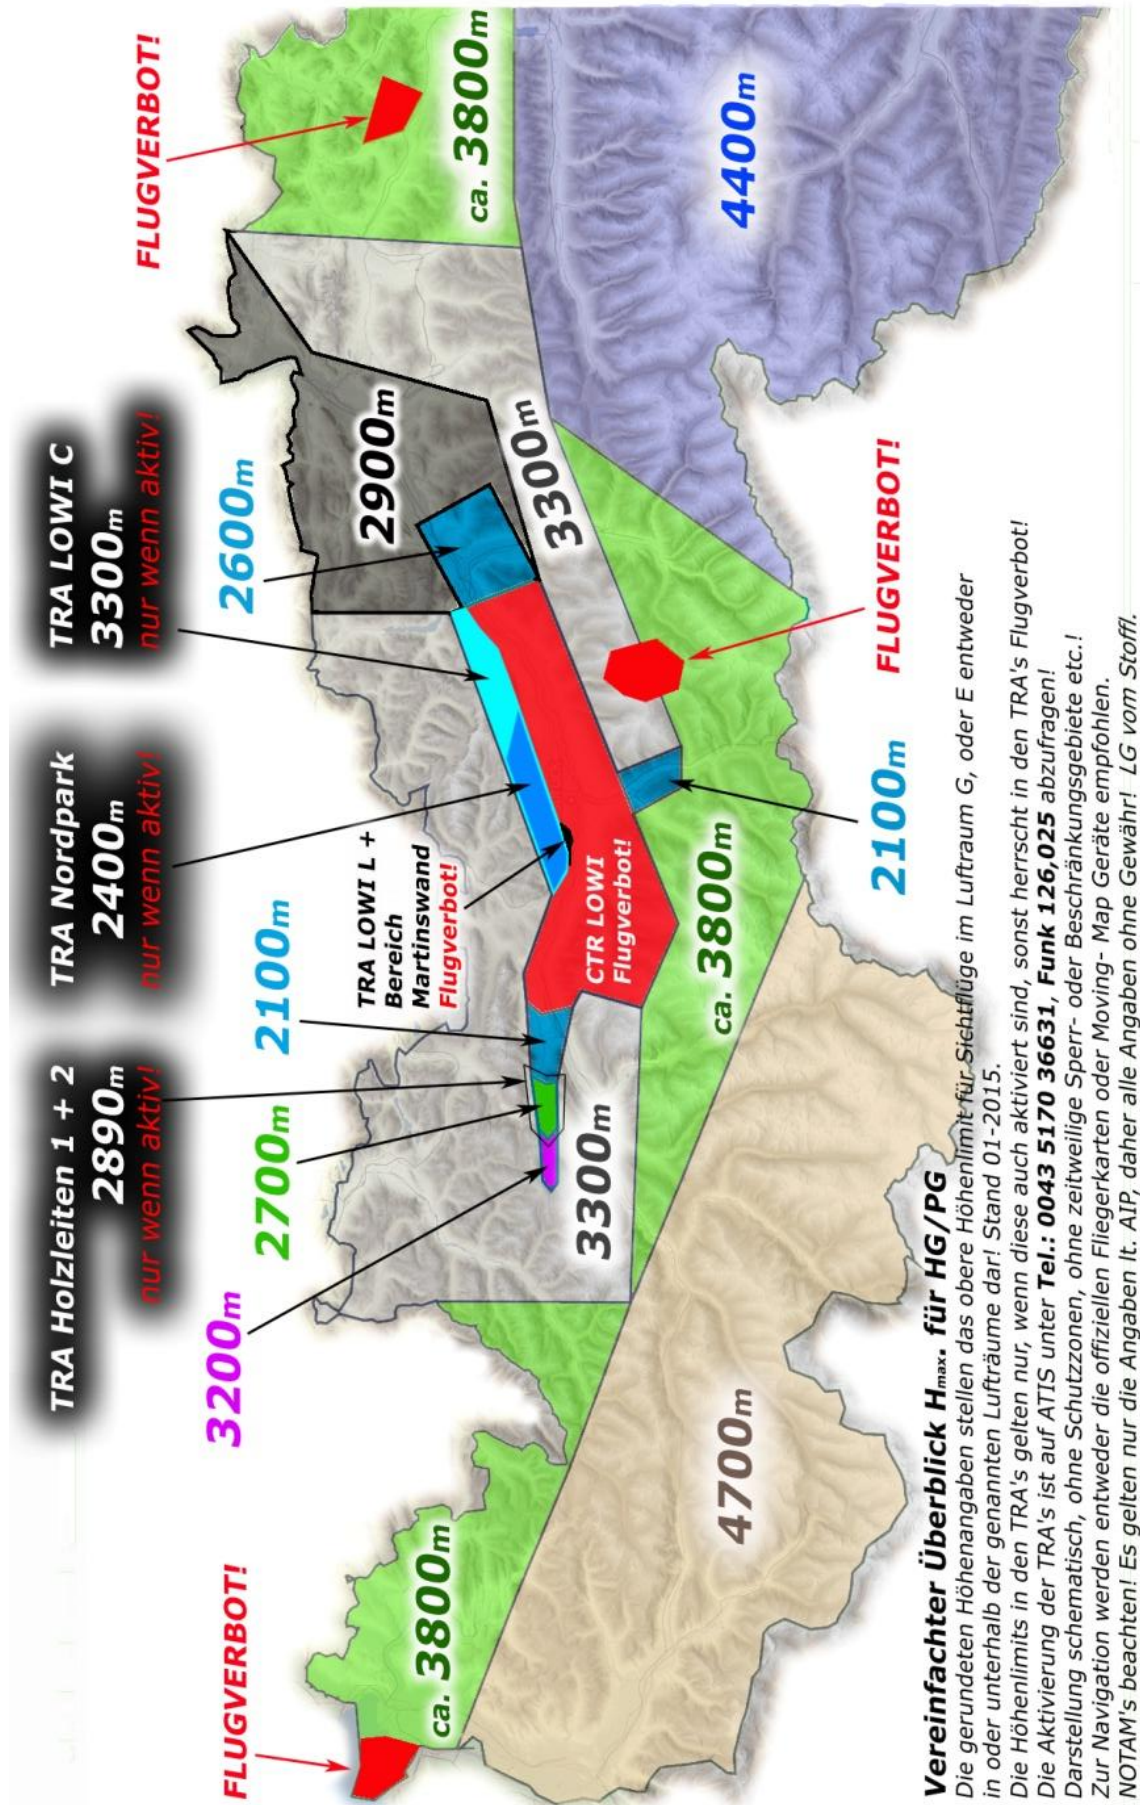 TRA Holzleiten 1 + 2
2890m
nur wenn aktiv!
TRA Nordpark
2400m
nur wenn aktiv!
TRA LOWI C
3300m
nur wenn aktiv!
FLUGVERBOT!
3200m
2700m
2100m
2600m
FLUGVERBOT!
TRA LOWI L +
Bereich
Martinswand
Flugverbot!
ca. 3800m
2900m
ca. 3800m
3300m
CTR LOWI
Flugverbot!
3300m
4700m
ca. 3800m
4400m
2100m
FLUGVERBOT!
Vereinfachter Überblick Hmax. für HG/PG
Die gerundeten Höhenangaben stellen das obere Höhenlimit für Sichtflüge im Luftraum G, oder E entweder
in oder unterhalb der genannten Lufträume dar! Stand 01-2015.
Die Höhenlimits in den TRA's gelten nur, wenn diese auch aktiviert sind, sonst herrscht in den TRA's Flugverbot!
Die Aktivierung der TRA's ist auf ATIS unter Tel.: 0043 5170 36631, Funk 126,025 abzufragen!
Darstellung schematisch, ohne Schutzzonen, ohne zeitweilige Sperr- oder Beschränkungsgebiete etc.!
Zur Navigation werden entweder die offiziellen Fliegerkarten oder Moving- Map Geräte empfohlen.
NOTAM's beachten! Es gelten nur die Angaben lt. AIP, daher alle Angaben ohne Gewähr! LG vom Stoffl.